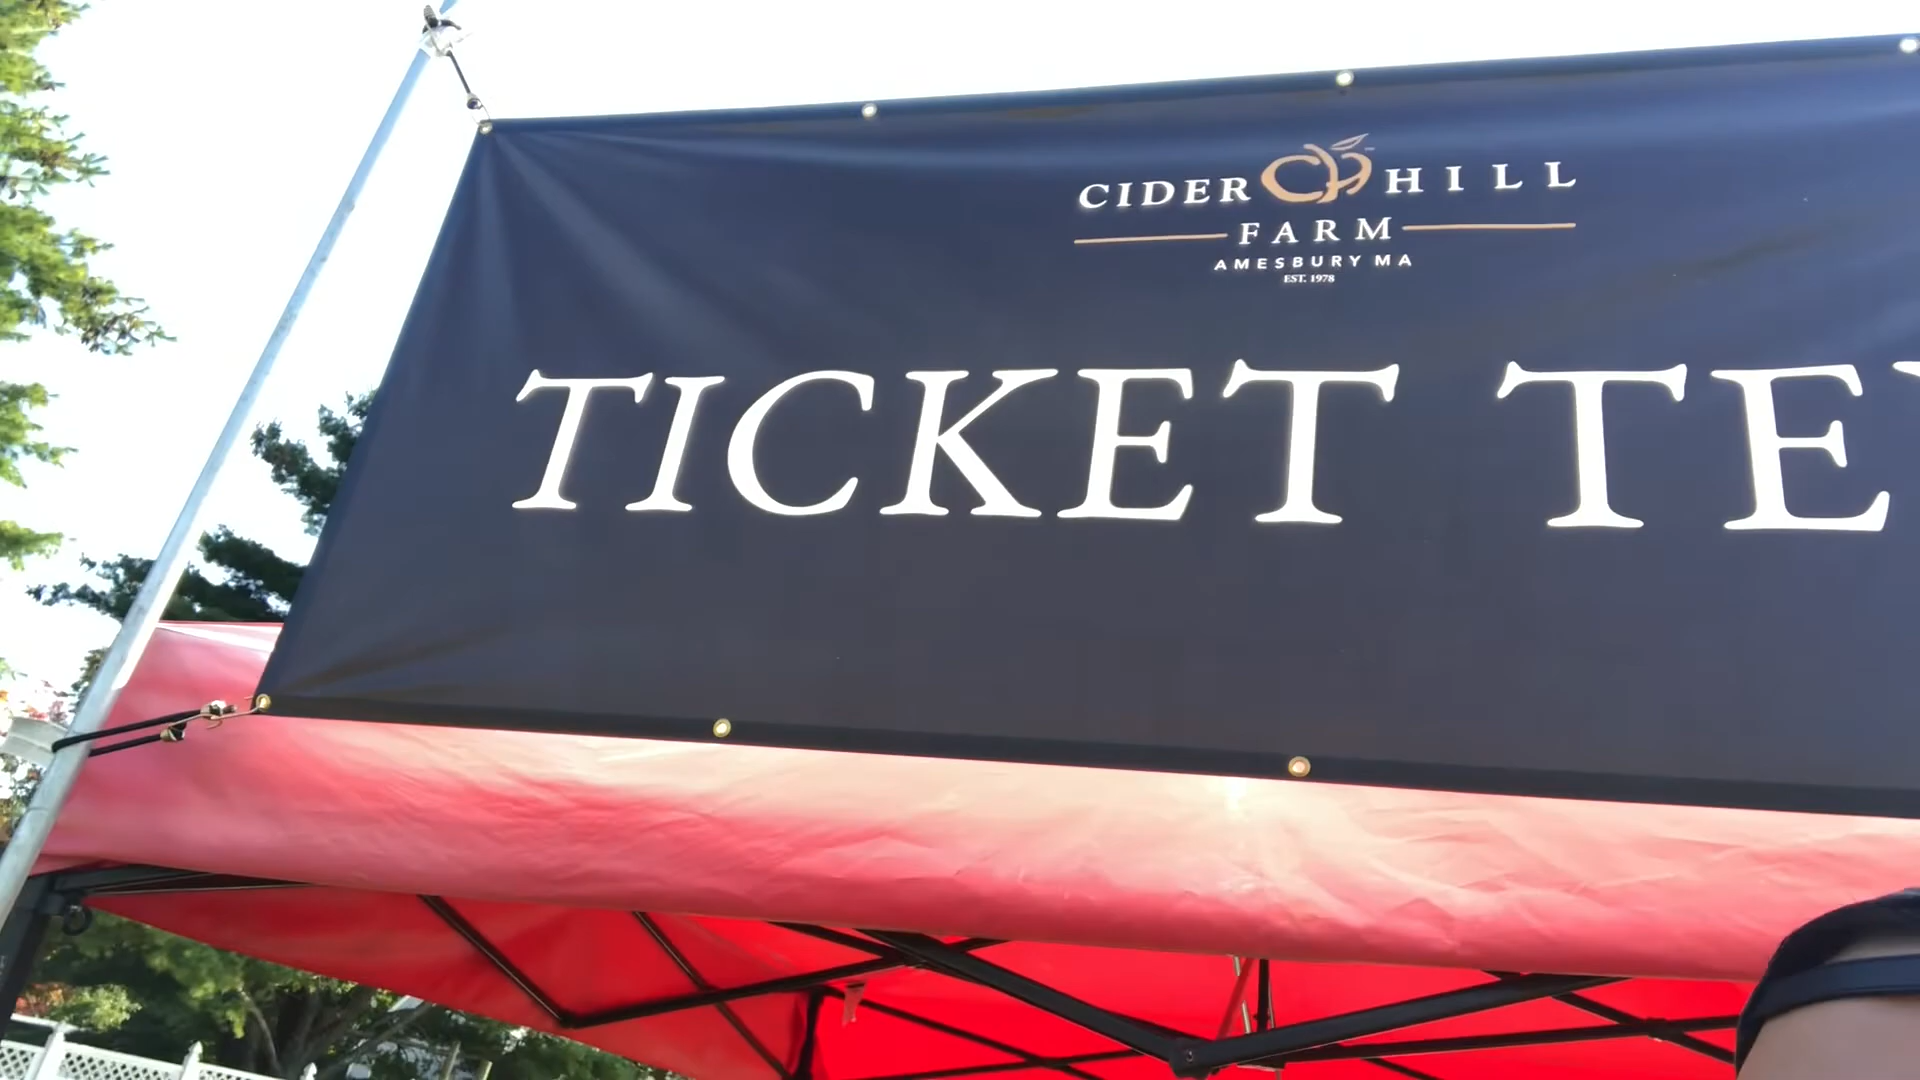 CIDER HILL
FARM
AMESBURY MA
EST. 1978
TICKET TE